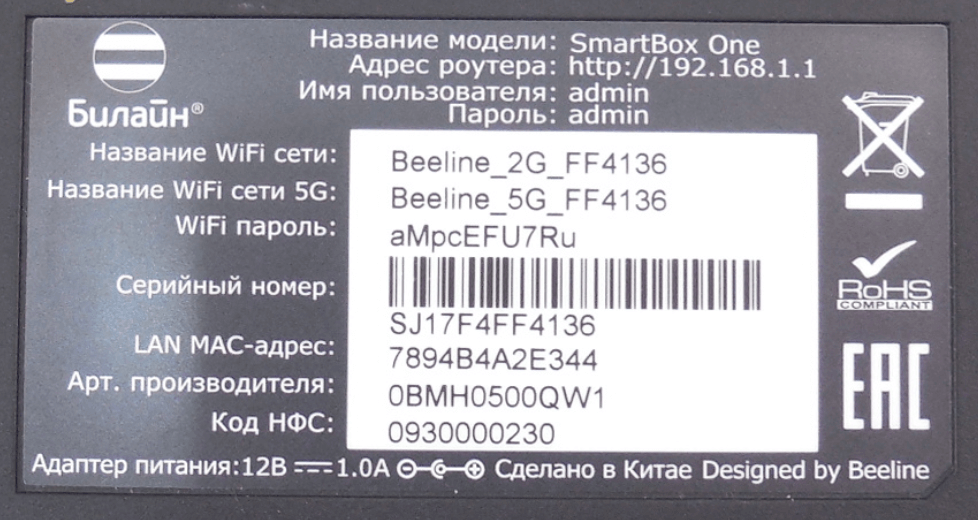 Билайн®
Название модели: SmartBox One
Адрес роутера: http://192.168.1.1
Имя пользователя: admin
Пароль: admin
Название WiFi сети: Beeline_2G_FF4136
Название WiFi сети 5G: Beeline_5G_FF4136
WiFi пароль: aMpcEFU7Ru
Серийный номер: SJ17F4FF4136
LAN MAC-адрес: 7894B4A2E344
Арт. производителя: 0BMH0500QW1
Код НФС: 0930000230
RoHS
COMPLIANT
EAC
Адаптер питания:12В 1.0А Сделано в Китае Designed by Beeline